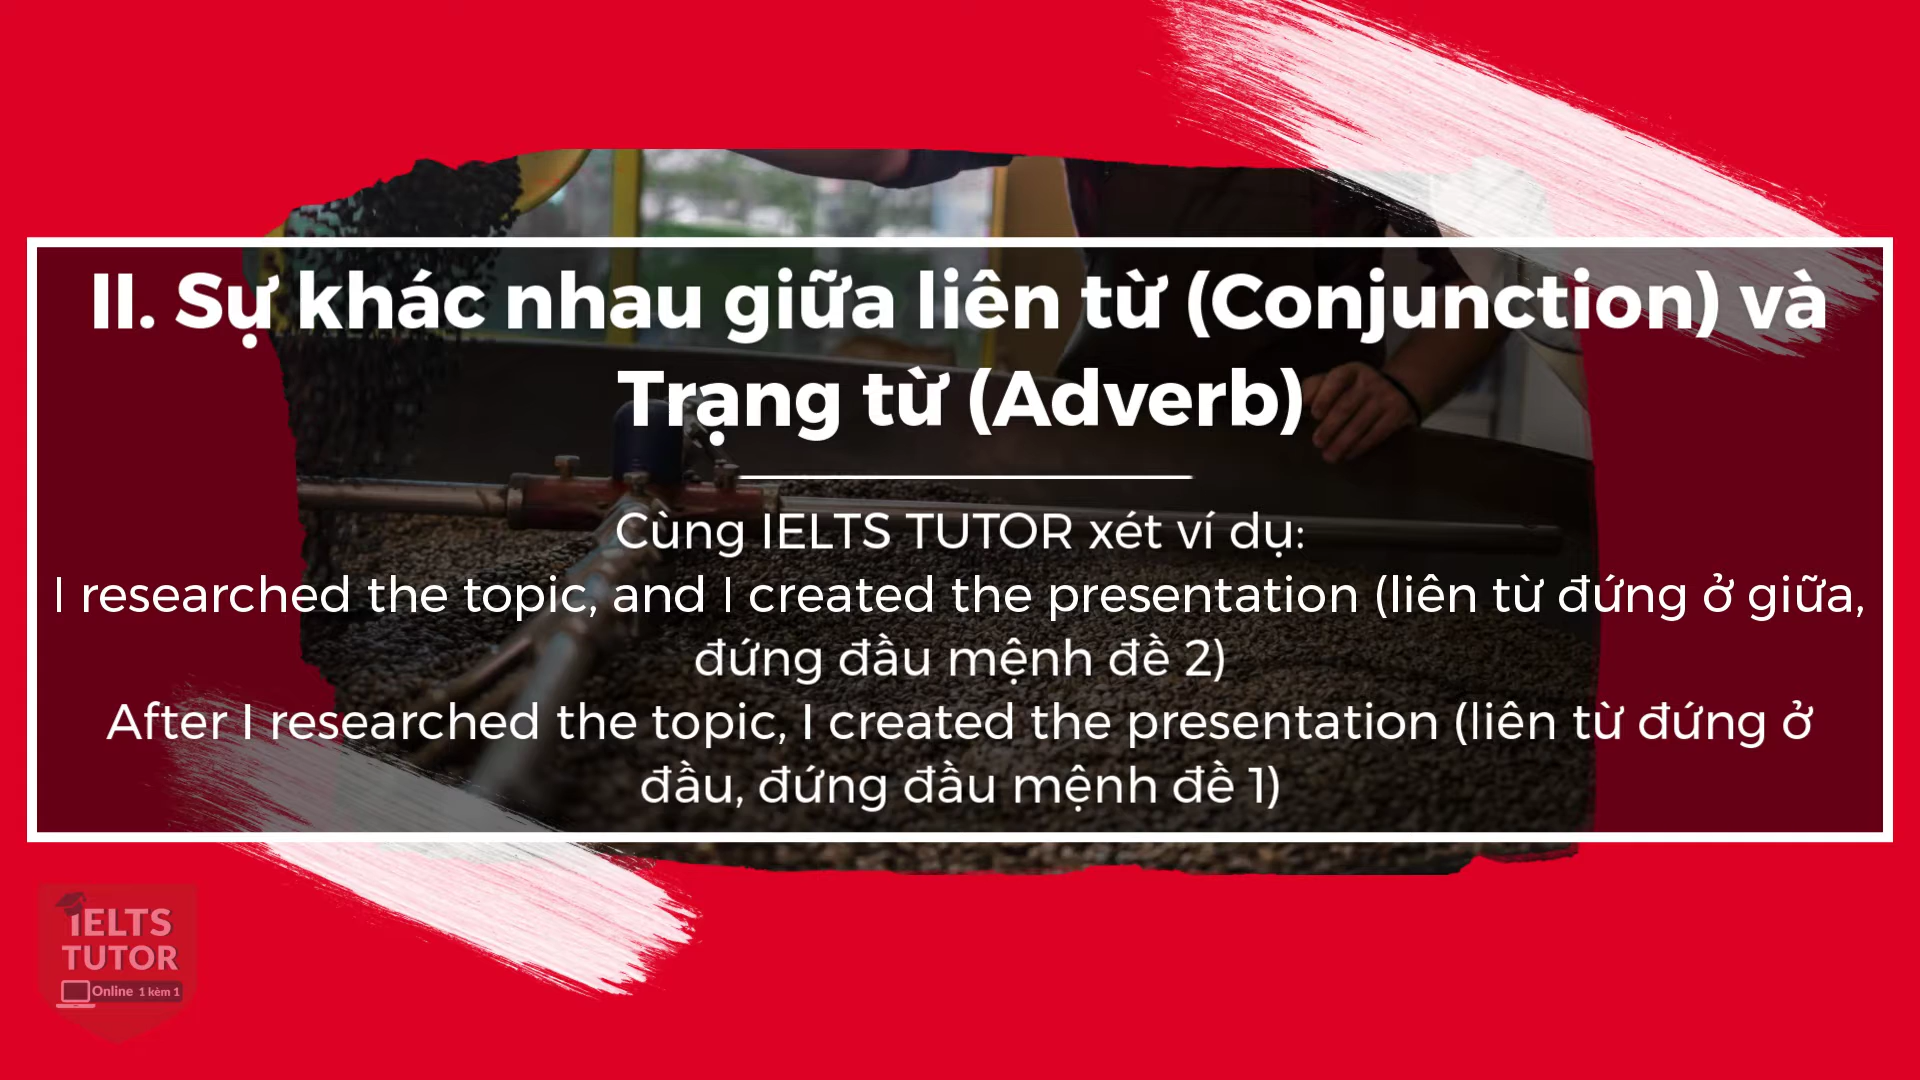 II. Sự khác nhau giữa liên từ (Conjunction) và
Trạng từ (Adverb)
Cùng IELTS TUTOR xét ví dụ:
I researched the topic, and I created the presentation (liên từ đứng ở giữa,
đứng đầu mệnh đề 2)
After I researched the topic, I created the presentation (liên từ đứng ở
đầu, đứng đầu mệnh đề 1)
IELTS
TUTOR
Online 1 kèm 1